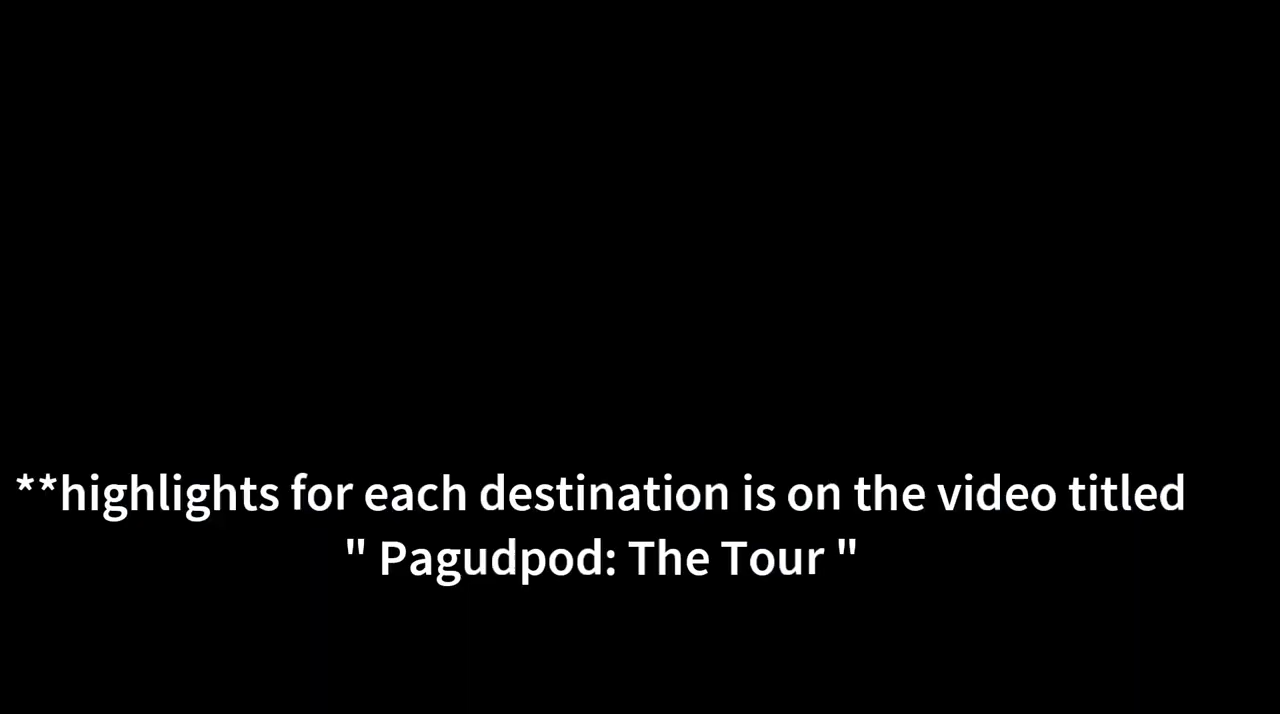 **highlights for each destination is on the video titled
" Pagudpod: The Tour "